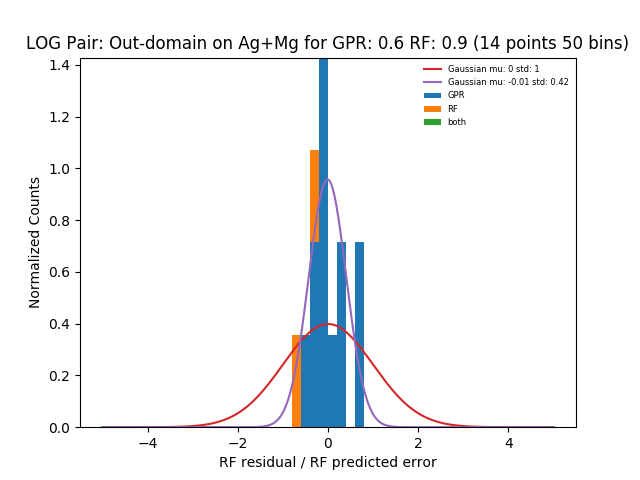 LOG Pair: Out-domain on Ag+Mg for GPR: 0.6 RF: 0.9 (14 points 50 bins)
Gaussian mu: 0 std: 1
Gaussian mu: -0.01 std: 0.42
GPR
RF
both
Normalized Counts
1.4
1.2
1.0
0.8
0.6
0.4
0.2
0.0
−4 −2 0 2 4
RF residual / RF predicted error